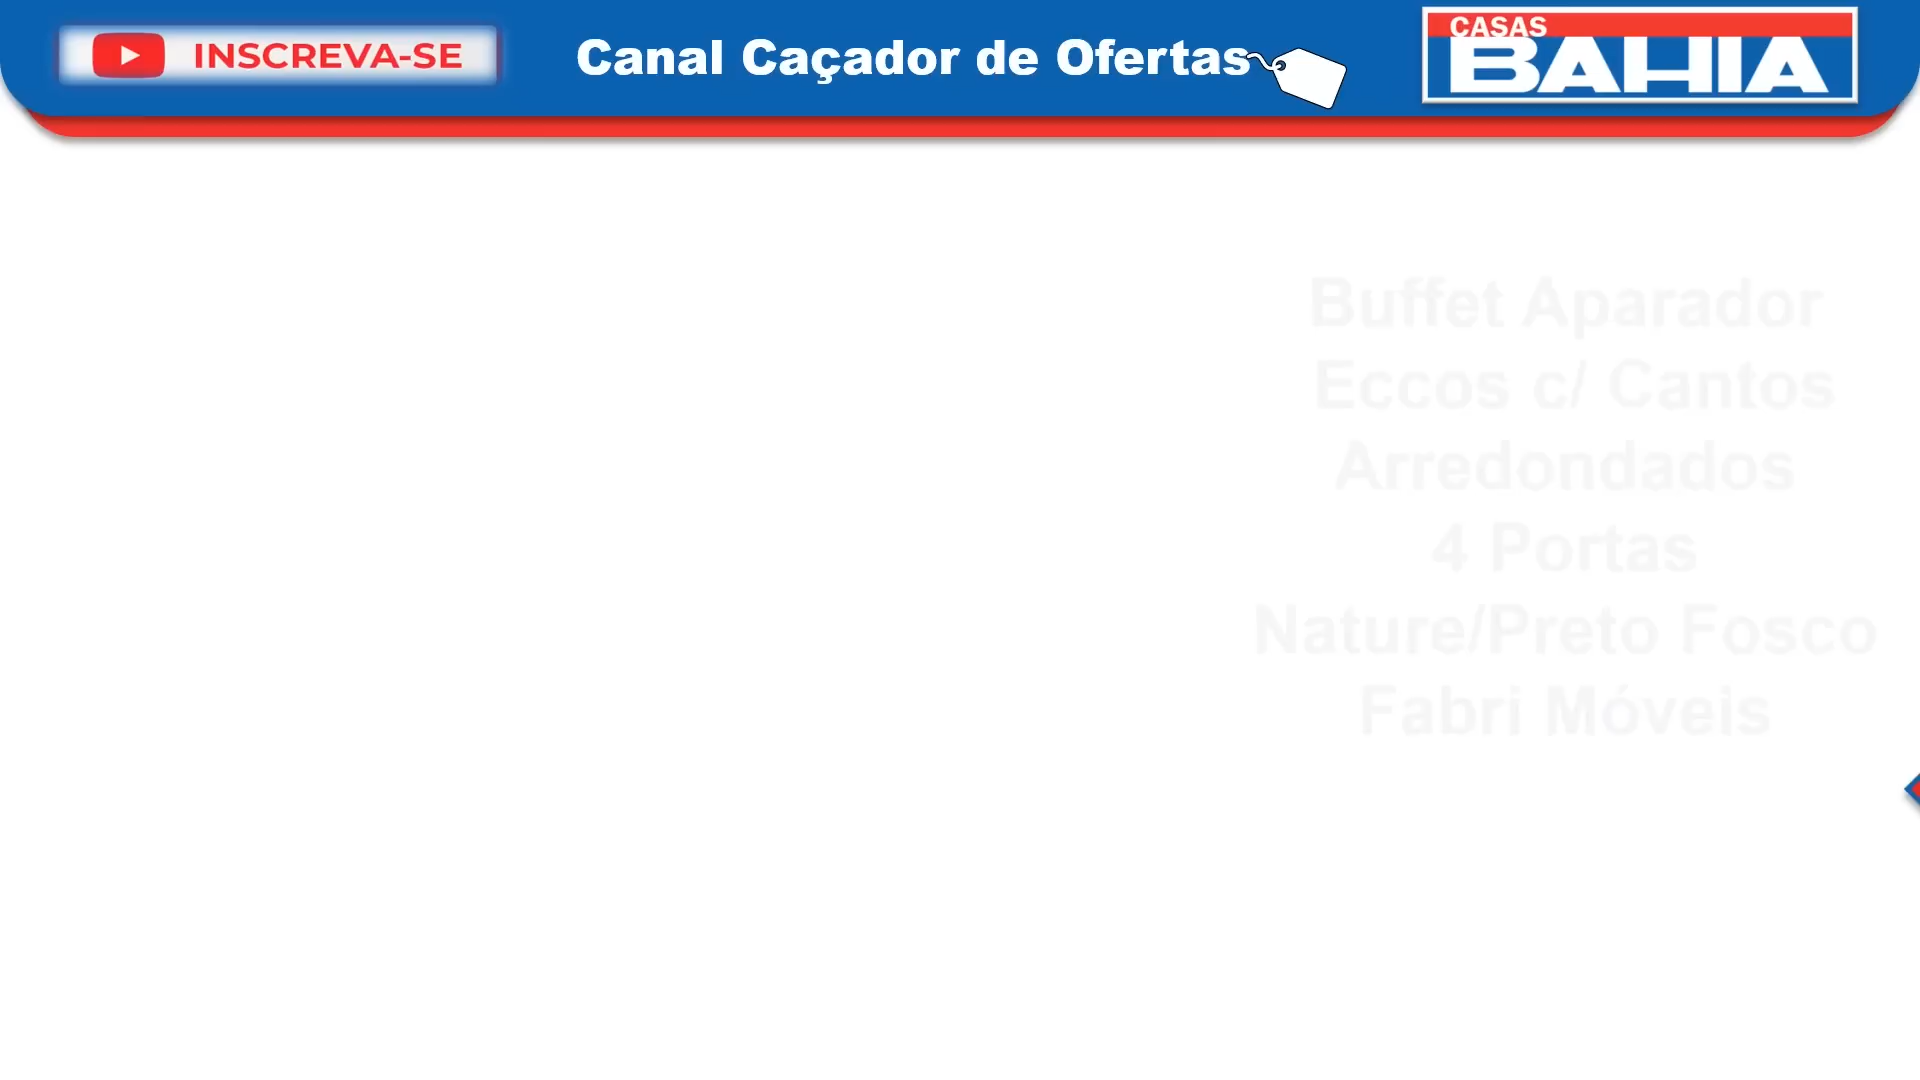 INSCREVA-SE
Canal Caçador de Ofertas
CASAS
BAHIA
Buffet Aparador
Eccos c/ Cantos
Arredondados
4 Portas
Nature/Preto Fosco
Fabri Móveis